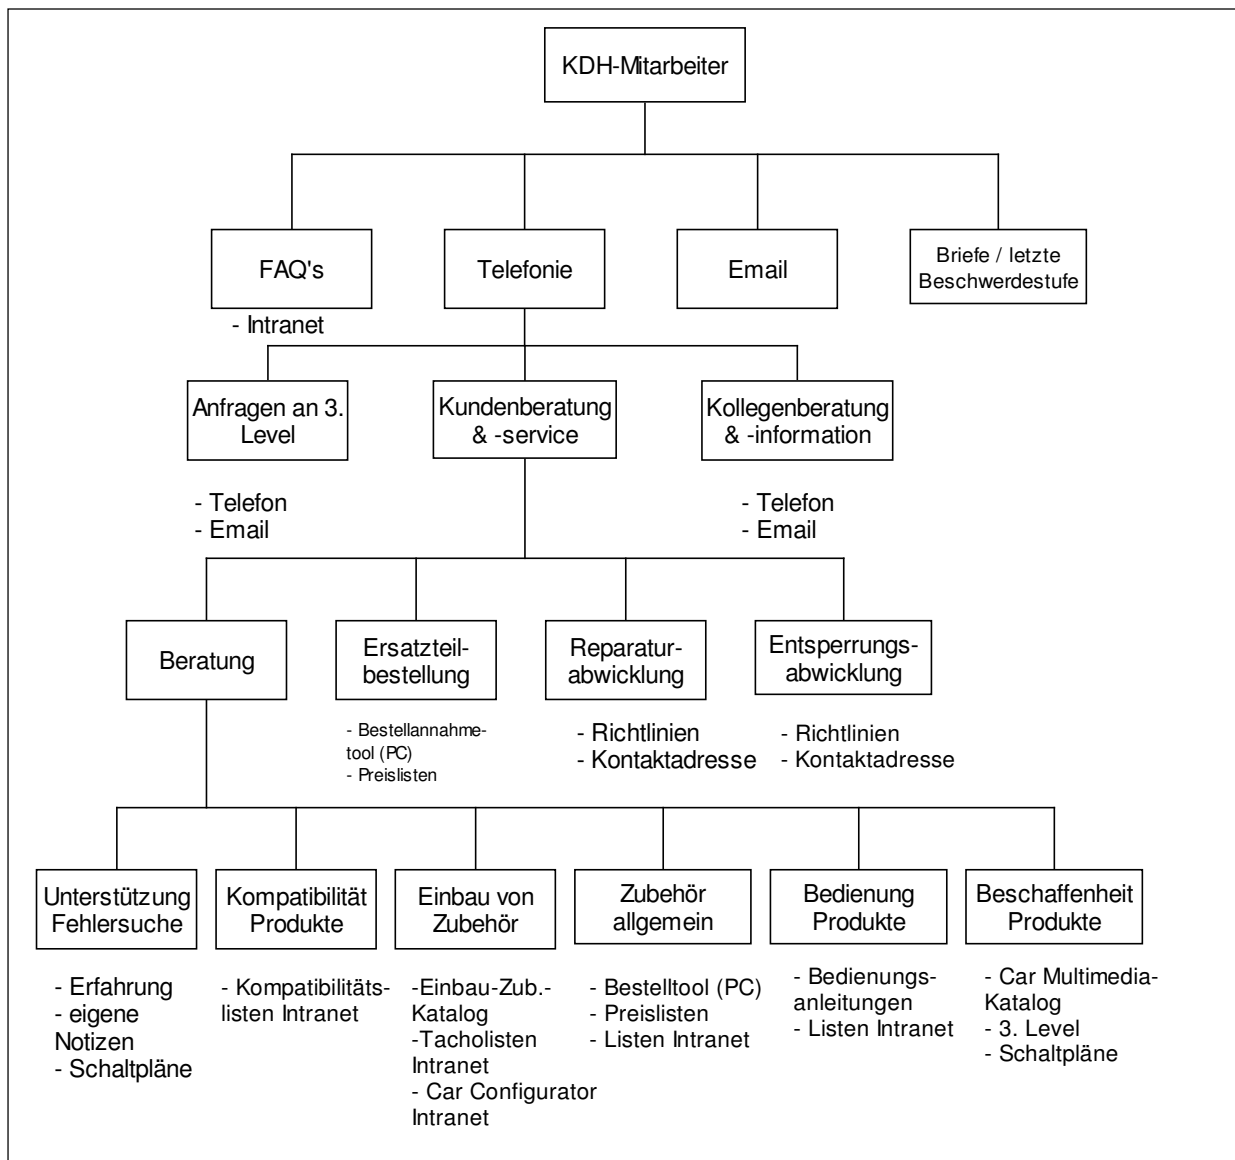 KDH-Mitarbeiter
FAQ's
Telefonie
Email
Briefe / letzte
Beschwerdestufe
- Intranet
Anfragen an 3.
Level
Kundenberatung
& -service
Kollegenberatung
& -information
- Telefon
- Email
- Telefon
- Email
Beratung
Ersatzteil-
bestellung
Reparatur-
abwicklung
Entsperrungs-
abwicklung
- Bestellannahme-
tool (PC)
- Preislisten
- Richtlinien
- Kontaktadresse
- Richtlinien
- Kontaktadresse
Unterstützung
Fehlersuche
Kompatibilität
Produkte
Einbau von
Zubehör
Zubehör
allgemein
Bedienung
Produkte
Beschaffenheit
Produkte
- Erfahrung
- eigene
Notizen
- Schaltpläne
- Kompatibilitäts-
listen Intranet
-Einbau-Zub.-
Katalog
-Tacholisten
Intranet
- Car Configurator
Intranet
- Bestelltool (PC)
- Preislisten
- Listen Intranet
- Bedienungs-
anleitungen
- Listen Intranet
- Car Multimedia-
Katalog
- 3. Level
- Schaltpläne